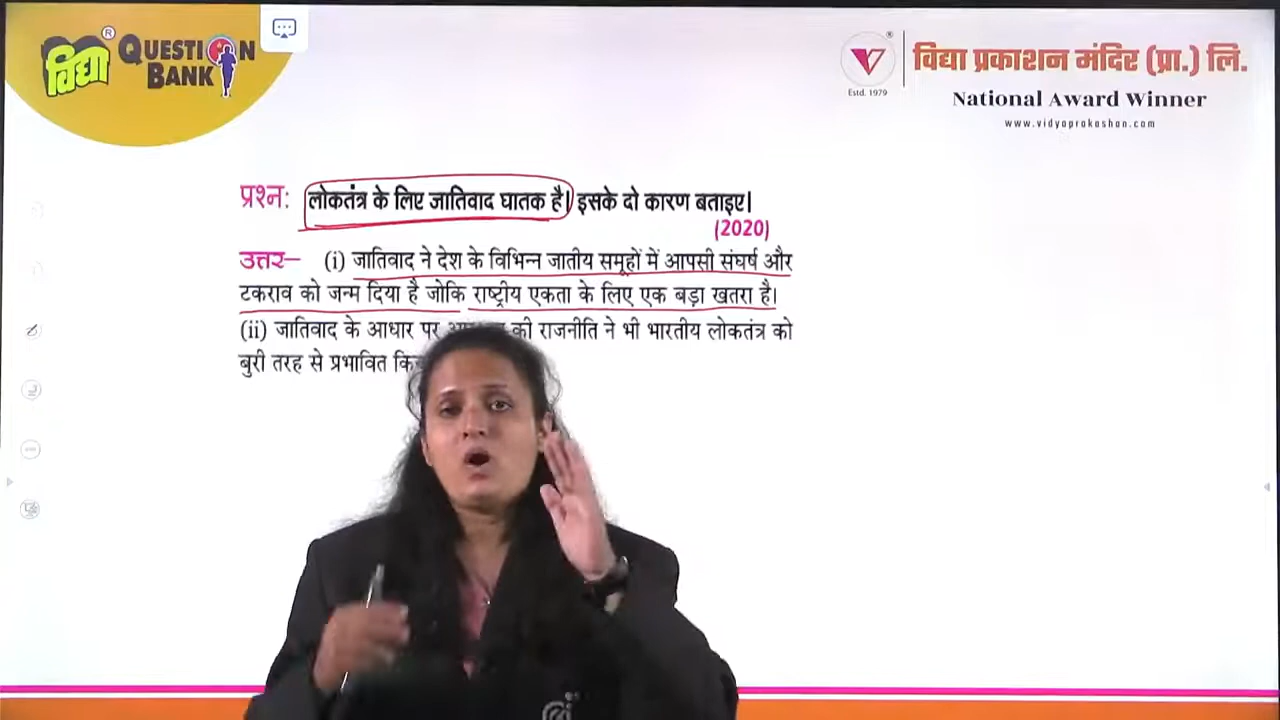 विद्या
®
QUESTION
BANK
®
Estd. 1979
विद्या प्रकाशन मंदिर (प्रा.) लि.
National Award Winner
www.vidyaprakashan.com
प्रश्न: लोकतंत्र के लिए जातिवाद घातक है। इसके दो कारण बताइए।
(2020)
उत्तर– (i) जातिवाद ने देश के विभिन्न जातीय समूहों में आपसी संघर्ष और
टकराव को जन्म दिया है जोकि राष्ट्रीय एकता के लिए एक बड़ा खतरा है।
(ii) जातिवाद के आधार पर की राजनीति ने भी भारतीय लोकतंत्र को
बुरी तरह से प्रभावित